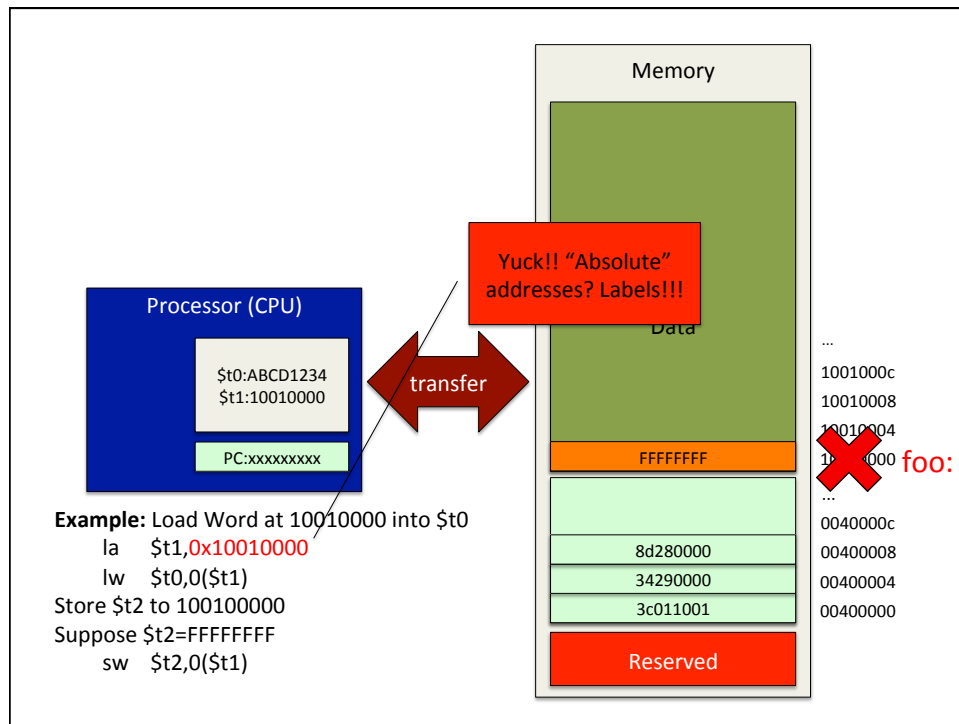 Memory
Yuck!! “Absolute”
addresses? Labels!!!
Data
Processor (CPU)
$t0:ABCD1234
$t1:10010000
PC:xxxxxxxxx
transfer
...
1001000c
10010008
10010004
FFFFFFFF
foo:
...
0040000c
8d280000
00400008
34290000
00400004
3c011001
00400000
Reserved
Example: Load Word at 10010000 into $t0
la $t1,0x10010000
lw $t0,0($t1)
Store $t2 to 100100000
Suppose $t2=FFFFFFFF
sw $t2,0($t1)